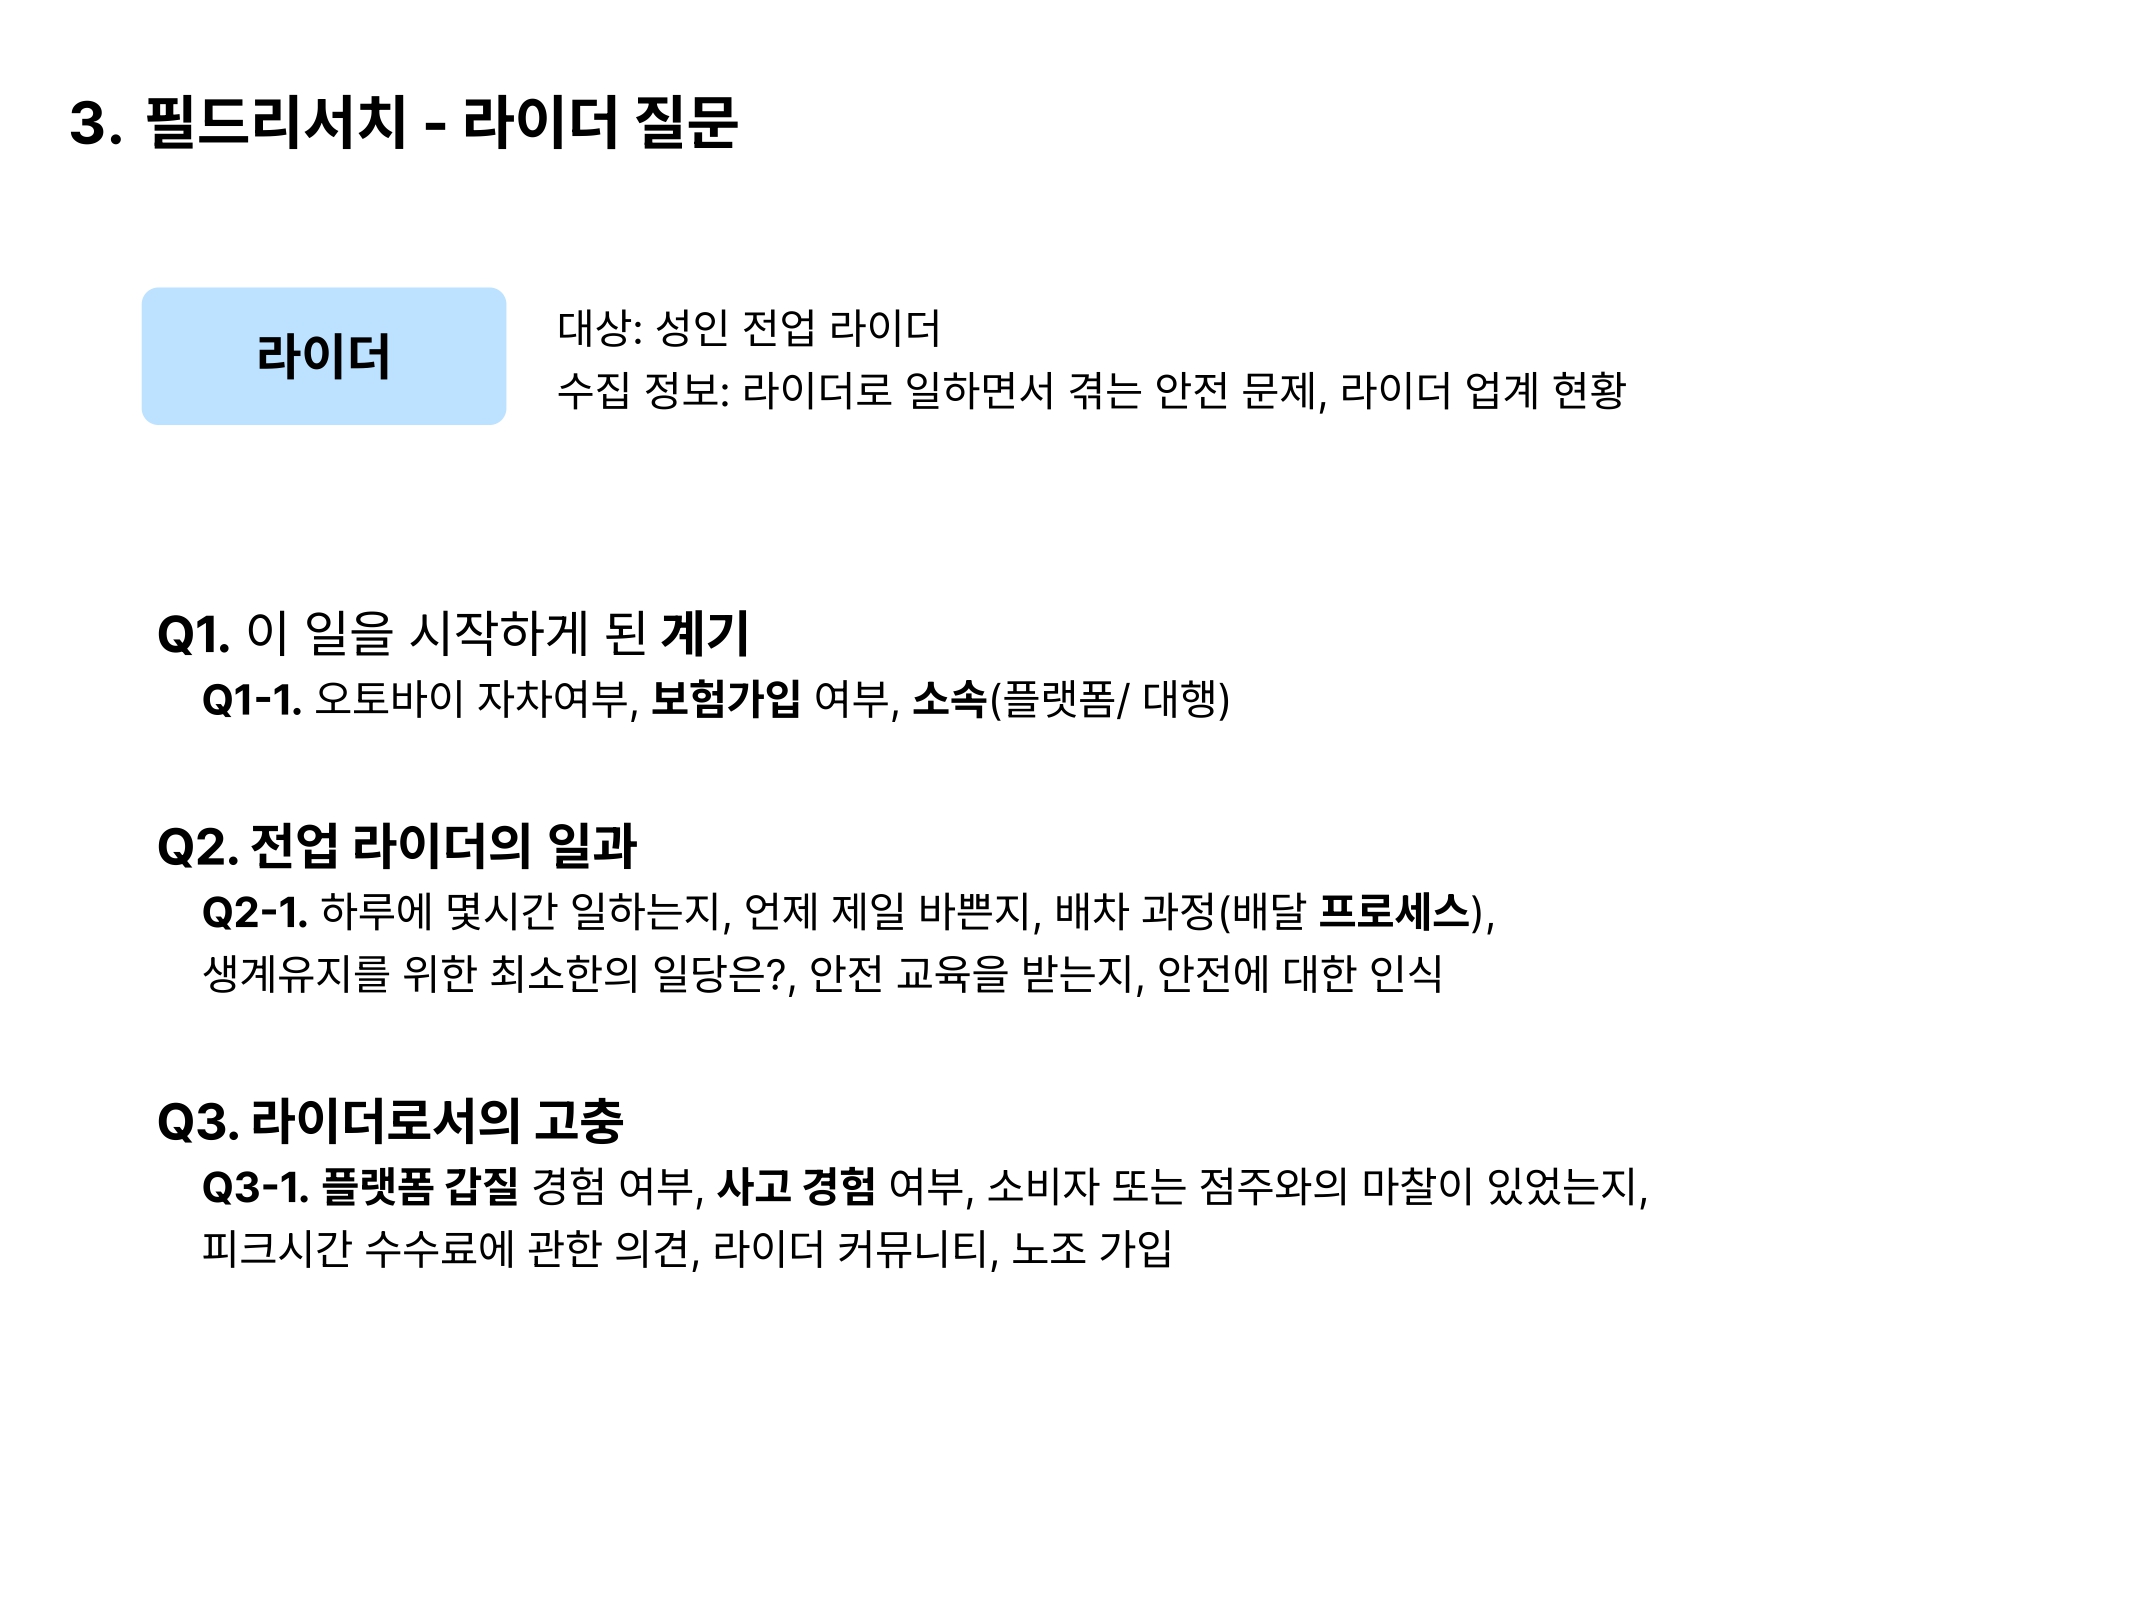 3. 필드리서치 - 라이더 질문
라이더
대상: 성인 전업 라이더
수집 정보: 라이더로 일하면서 겪는 안전 문제, 라이더 업계 현황
Q1. 이 일을 시작하게 된 계기
Q1-1. 오토바이 자차여부, 보험가입 여부, 소속(플랫폼/ 대행)
Q2. 전업 라이더의 일과
Q2-1. 하루에 몇시간 일하는지, 언제 제일 바쁜지, 배차 과정(배달 프로세스),
생계유지를 위한 최소한의 일당은?, 안전 교육을 받는지, 안전에 대한 인식
Q3. 라이더로서의 고충
Q3-1. 플랫폼 갑질 경험 여부, 사고 경험 여부, 소비자 또는 점주와의 마찰이 있었는지,
피크시간 수수료에 관한 의견, 라이더 커뮤니티, 노조 가입